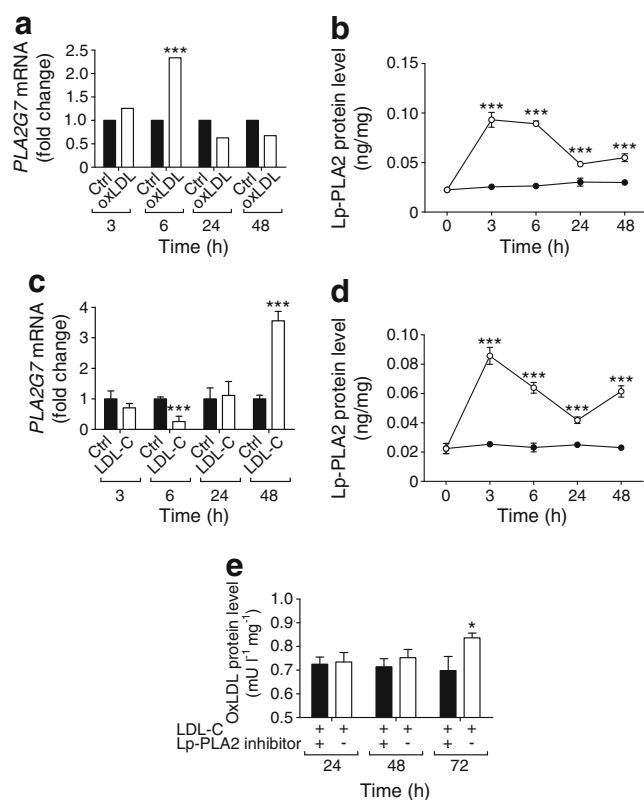 a
PLA2G7 mRNA
(fold change)
2.5
2.0
1.5
1.0
0.5
0
***
Ctrl
oxLDL
Ctrl
oxLDL
Ctrl
oxLDL
Ctrl
oxLDL
3 6 24 48
Time (h)
b
Lp-PLA2 protein level
(ng/mg)
0.15
0.10
0.05
0.00
*** *** *** ***
0 3 6 24 48
Time (h)
c
PLA2G7 mRNA
(fold change)
4
3
2
1
0
*** ***
Ctrl
LDL-C
Ctrl
LDL-C
Ctrl
LDL-C
Ctrl
LDL-C
3 6 24 48
Time (h)
d
Lp-PLA2 protein level
(ng/mg)
0.10
0.08
0.06
0.04
0.02
0.00
*** *** *** ***
0 3 6 24 48
Time (h)
e
OxLDL protein level
(mU l-1 mg-1)
1.0
0.9
0.8
0.7
0.6
0.5
*
LDL-C + + + + + +
Lp-PLA2 inhibitor + - + - + -
24 48 72
Time (h)